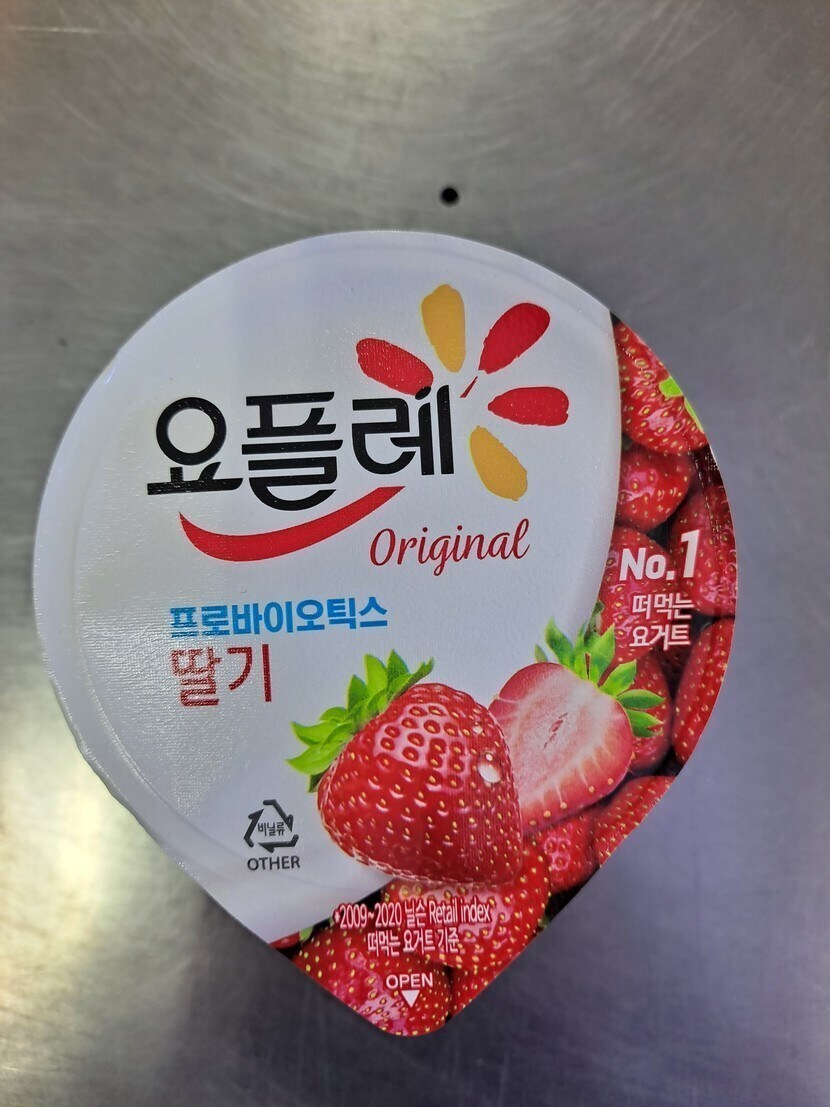 요플레
Original
프로바이오틱스
딸기
No.1
떠먹는
요거트
비닐류
OTHER
*2009~2020 닐슨 Retail index
떠먹는 요거트 기준
OPEN